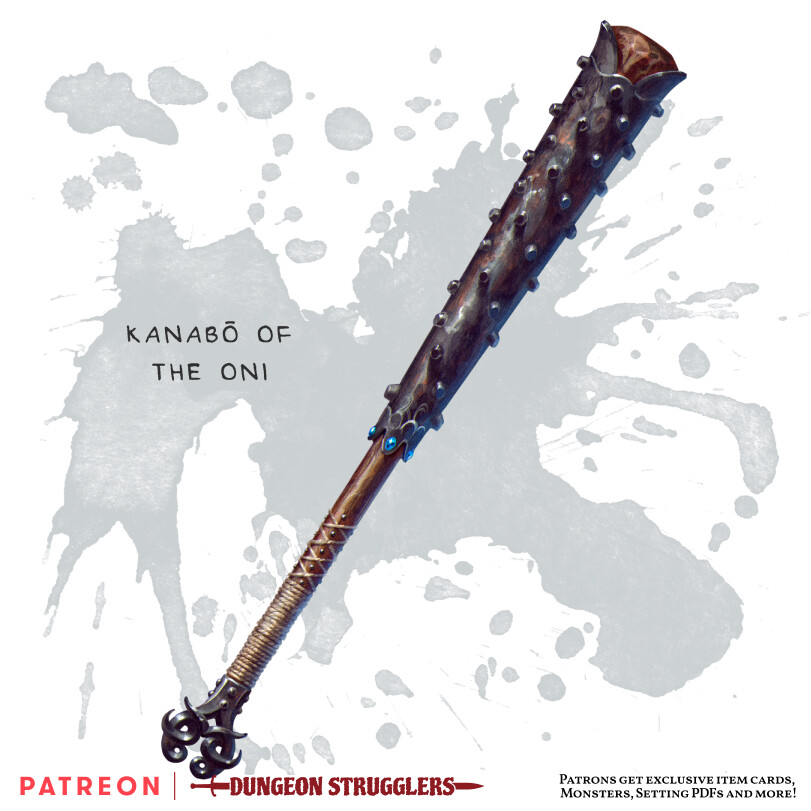 KANABŌ OF
THE ONI
PATREON | DUNGEON STRUGGLERS
PATRONS GET EXCLUSIVE ITEM CARDS,
MONSTERS, SETTING PDFS AND MORE!